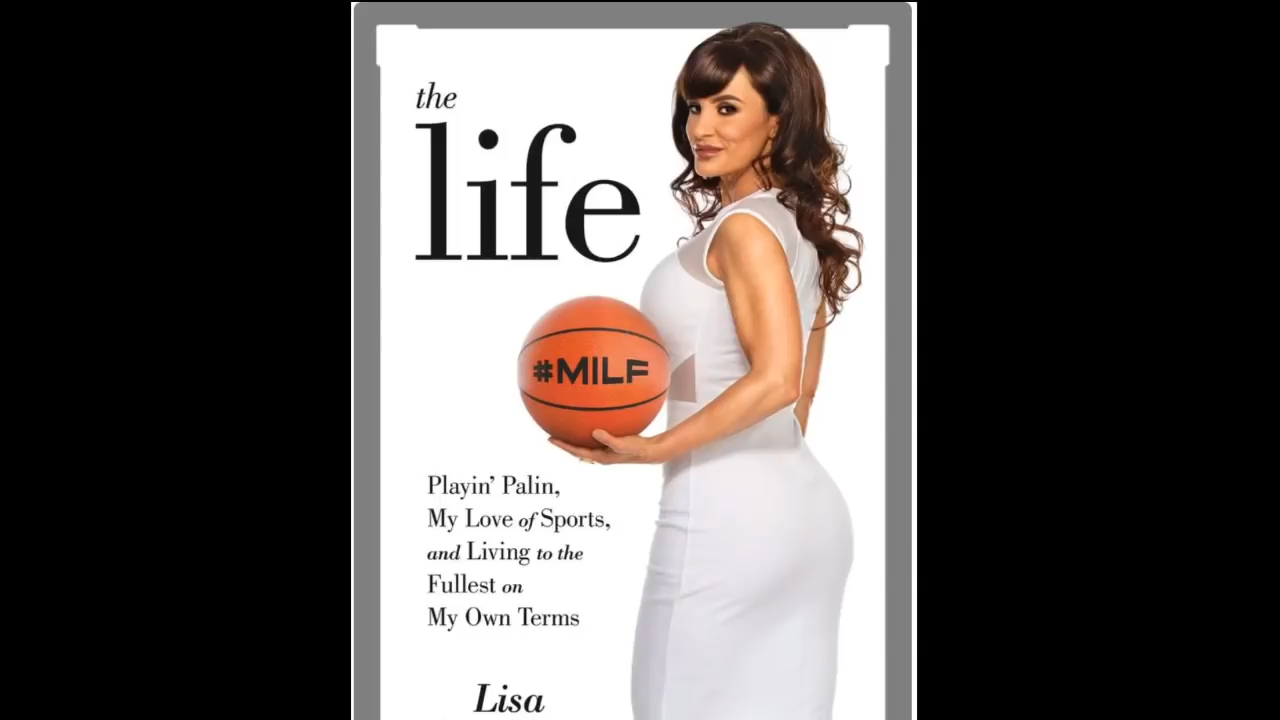 the
life
#MILF
Playin’ Palin,
My Love of Sports,
and Living to the
Fullest on
My Own Terms
Lisa